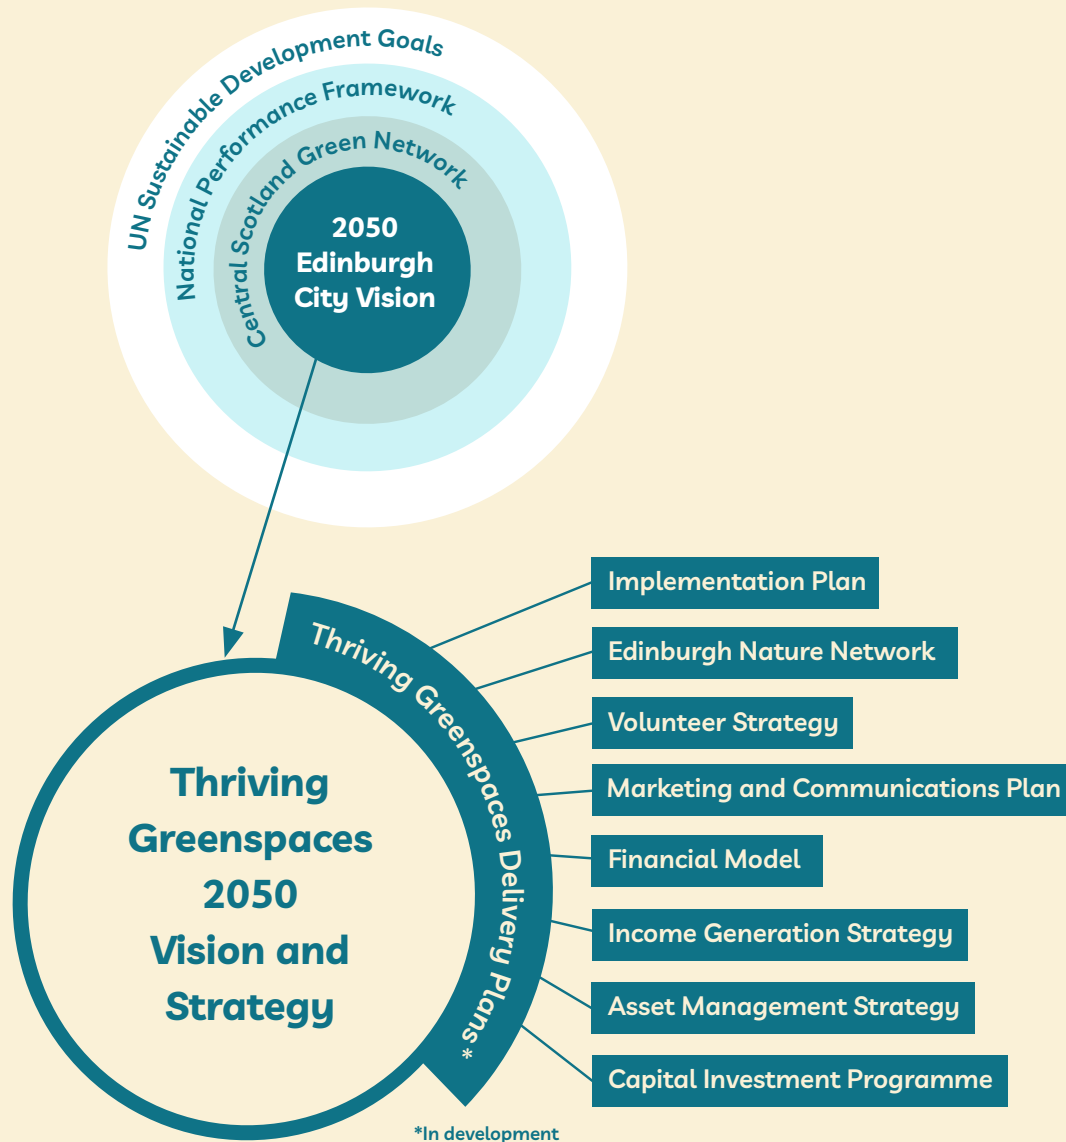 UN Sustainable Development Goals
National Performance Framework
Central Scotland Green Network
2050
Edinburgh
City Vision
Thriving
Greenspaces
2050
Vision and
Strategy
Thriving Greenspaces Delivery Plans*
Implementation Plan
Edinburgh Nature Network
Volunteer Strategy
Marketing and Communications Plan
Financial Model
Income Generation Strategy
Asset Management Strategy
Capital Investment Programme
*In development